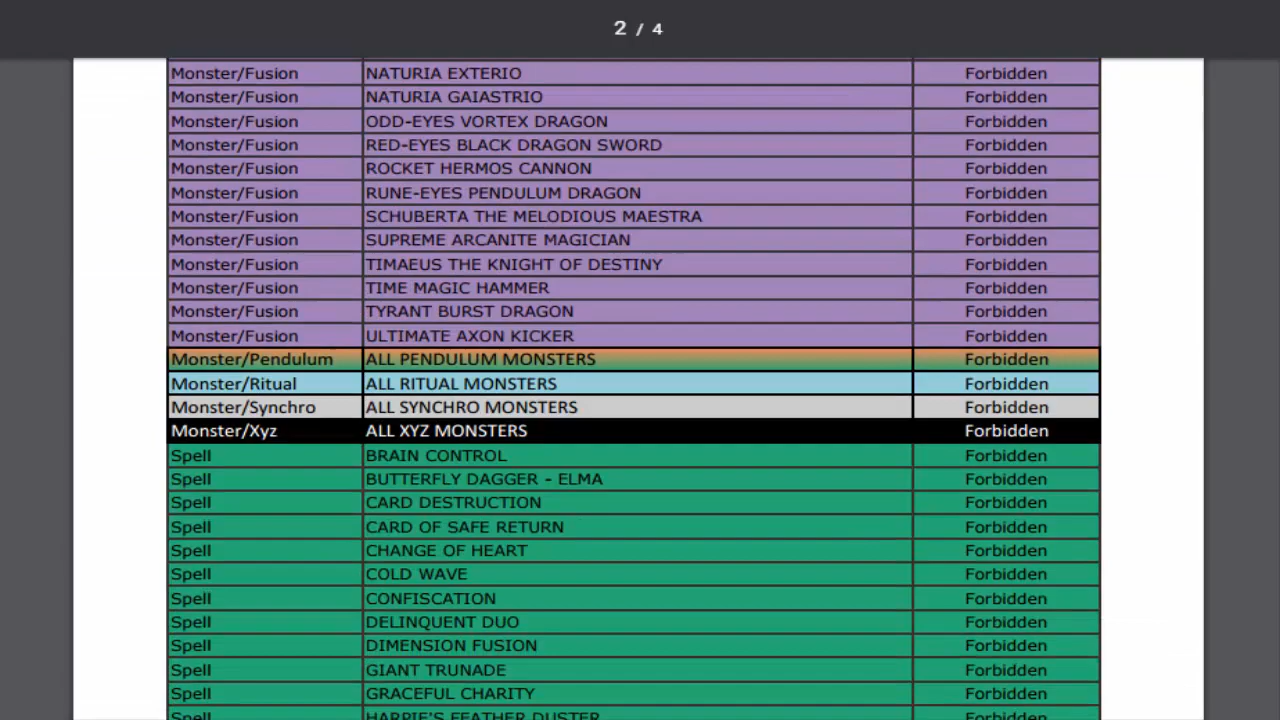 2 / 4
Monster/Fusion NATURIA EXTERIO Forbidden
Monster/Fusion NATURIA GAIASTRIO Forbidden
Monster/Fusion ODD-EYES VORTEX DRAGON Forbidden
Monster/Fusion RED-EYES BLACK DRAGON SWORD Forbidden
Monster/Fusion ROCKET HERMOS CANNON Forbidden
Monster/Fusion RUNE-EYES PENDULUM DRAGON Forbidden
Monster/Fusion SCHUBERTA THE MELODIOUS MAESTRA Forbidden
Monster/Fusion SUPREME ARCANITE MAGICIAN Forbidden
Monster/Fusion TIMAEUS THE KNIGHT OF DESTINY Forbidden
Monster/Fusion TIME MAGIC HAMMER Forbidden
Monster/Fusion TYRANT BURST DRAGON Forbidden
Monster/Fusion ULTIMATE AXON KICKER Forbidden
Monster/Pendulum ALL PENDULUM MONSTERS Forbidden
Monster/Ritual ALL RITUAL MONSTERS Forbidden
Monster/Synchro ALL SYNCHRO MONSTERS Forbidden
Monster/Xyz ALL XYZ MONSTERS Forbidden
Spell BRAIN CONTROL Forbidden
Spell BUTTERFLY DAGGER - ELMA Forbidden
Spell CARD DESTRUCTION Forbidden
Spell CARD OF SAFE RETURN Forbidden
Spell CHANGE OF HEART Forbidden
Spell COLD WAVE Forbidden
Spell CONFISCATION Forbidden
Spell DELINQUENT DUO Forbidden
Spell DIMENSION FUSION Forbidden
Spell GIANT TRUNADE Forbidden
Spell GRACEFUL CHARITY Forbidden
Spell HARPIE'S FEATHER DUSTER Forbidden